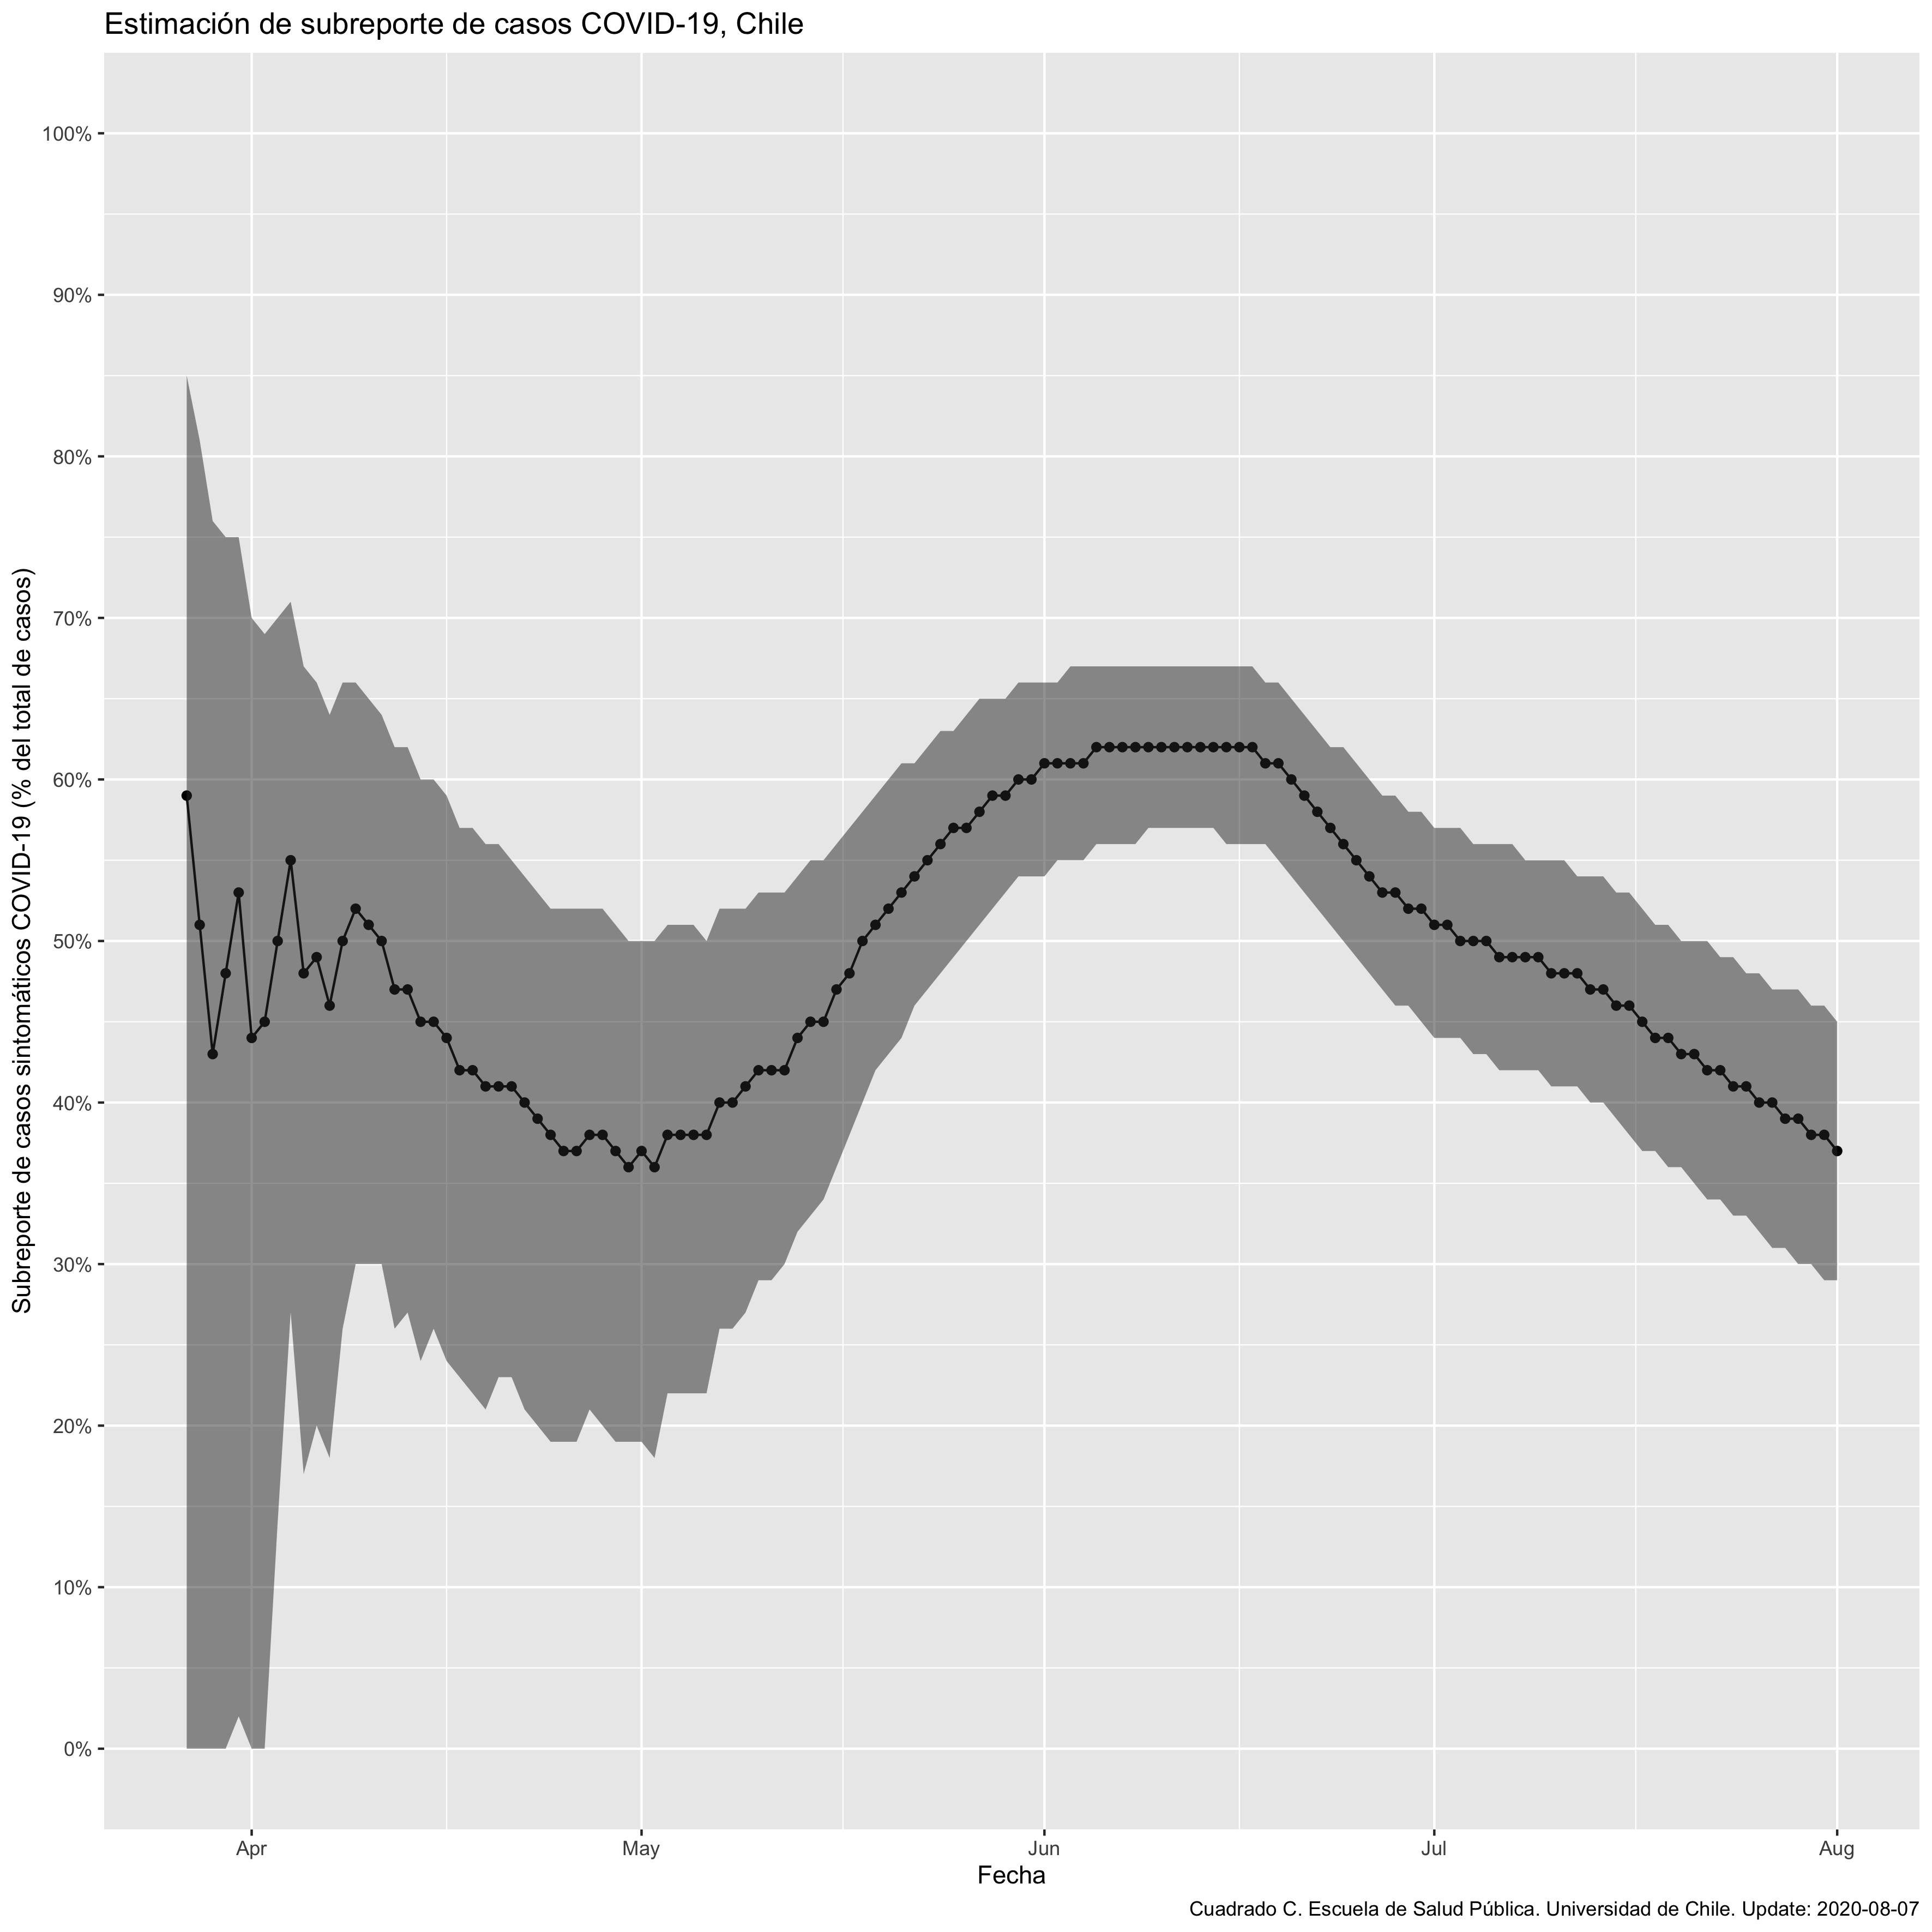 Estimación de subreporte de casos COVID-19, Chile
Subreporte de casos sintomáticos COVID-19 (% del total de casos)
100%
90%
80%
70%
60%
50%
40%
30%
20%
10%
0%
Apr
May
Jun
Jul
Aug
Fecha
Cuadrado C. Escuela de Salud Pública. Universidad de Chile. Update: 2020-08-07